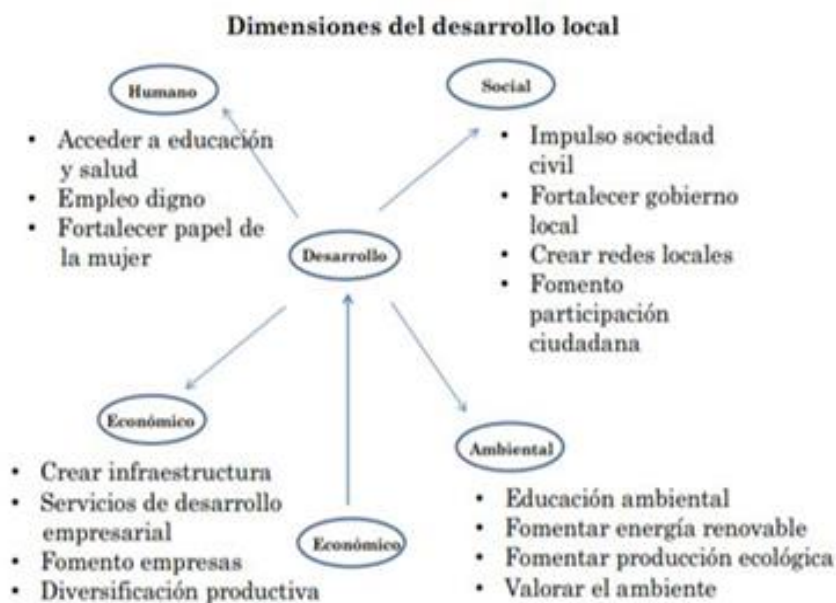 Dimensiones del desarrollo local
Humano
• Acceder a educación
y salud
• Empleo digno
• Fortalecer papel de
la mujer
Social
• Impulso sociedad
civil
• Fortalecer gobierno
local
• Crear redes locales
• Fomento
participación
ciudadana
Desarrollo
Económico
• Crear infraestructura
• Servicios de desarrollo
empresarial
• Fomento empresas
• Diversificación productiva
Económico
Ambiental
• Educación ambiental
• Fomentar energía renovable
• Fomentar producción ecológica
• Valorar el ambiente